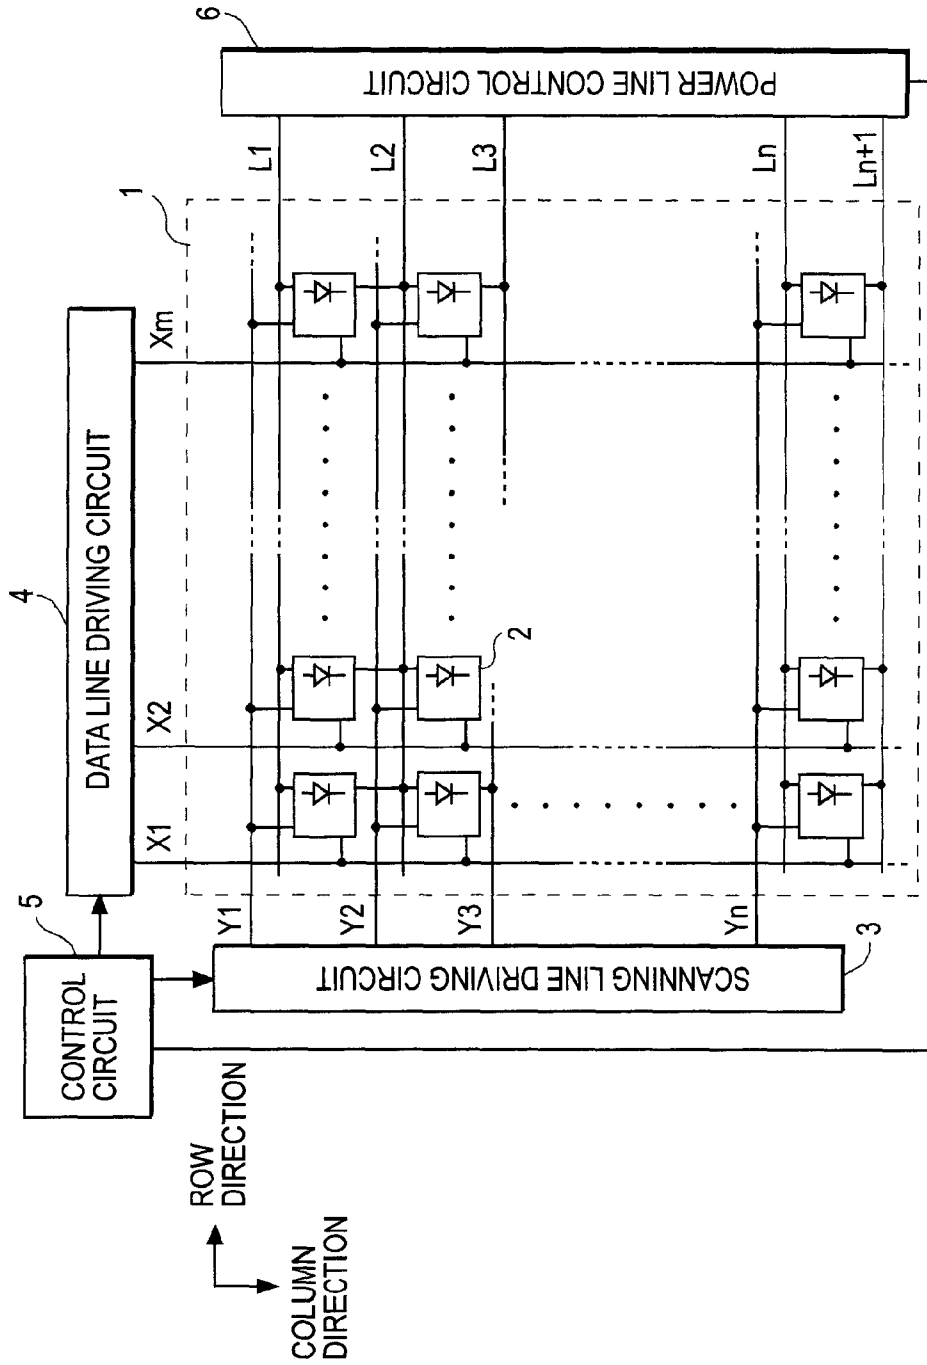 4
DATA LINE DRIVING CIRCUIT
5
CONTROL
CIRCUIT
X1
X2
Xm
1
6
POWER LINE CONTROL CIRCUIT
SCANNING LINE DRIVING CIRCUIT
3
Y1
Y2
Y3
Yn
L1
L2
L3
Ln
Ln+1
2
ROW
DIRECTION
COLUMN
DIRECTION